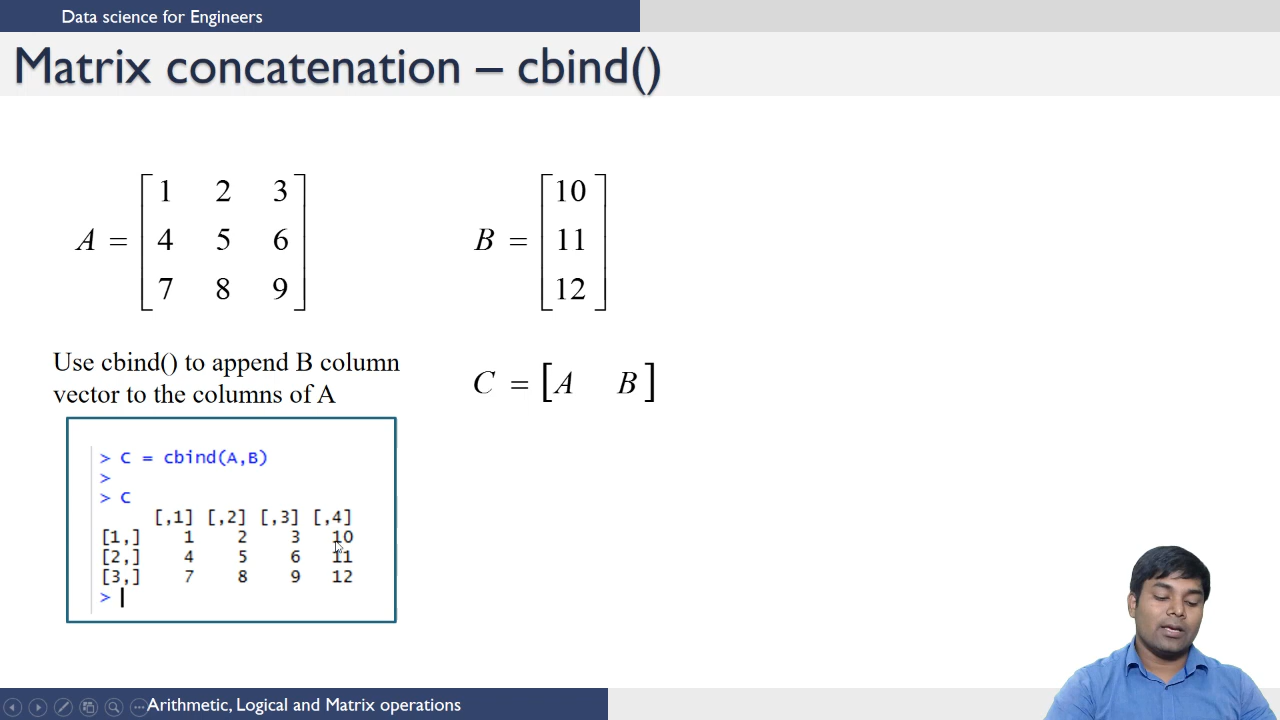 Data science for Engineers
Matrix concatenation – cbind()
A = [1 2 3
4 5 6
7 8 9]
B = [10
11
12]
Use cbind() to append B column
vector to the columns of A
C = [A B]
> C = cbind(A,B)
>
> C
[,1] [,2] [,3] [,4]
[1,] 1 2 3 10
[2,] 4 5 6 11
[3,] 7 8 9 12
>
Arithmetic, Logical and Matrix operations